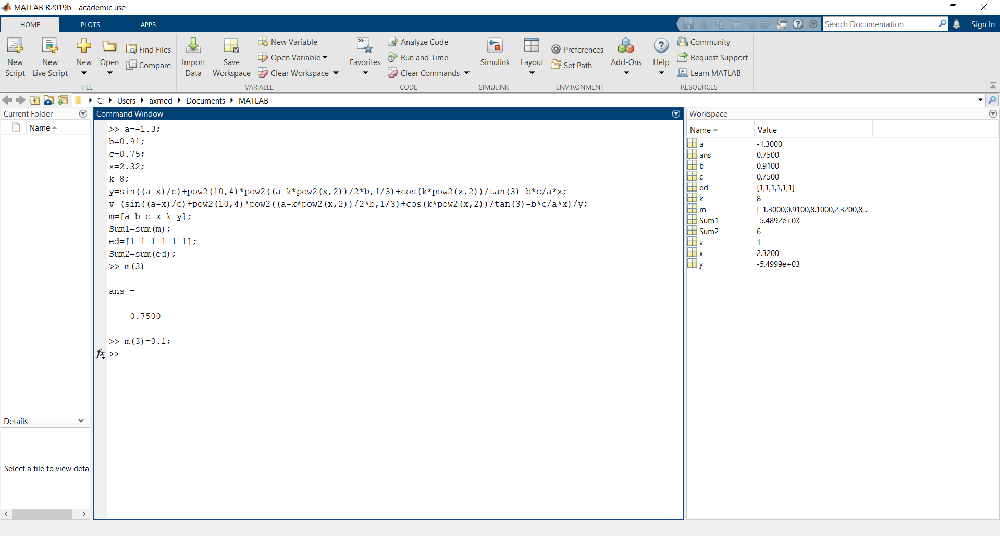 MATLAB R2019b - academic use
HOME PLOTS APPS
Search Documentation
Sign In
New Script
New Live Script
New
Open
Find Files
Compare
FILE
Import Data
Save Workspace
New Variable
Open Variable
Clear Workspace
VARIABLE
Favorites
Analyze Code
Run and Time
Clear Commands
CODE
Simulink
SIMULINK
Layout
Preferences
Set Path
Add-Ons
ENVIRONMENT
Help
Community
Request Support
Learn MATLAB
RESOURCES
C: Users axmed Documents MATLAB
Current Folder
Name
Details
Select a file to view deta
Command Window
>> a=-1.3;
b=0.91;
c=0.75;
x=2.32;
k=8;
y=sin((a-x)/c)+pow2(10,4)*pow2((a-k*pow2(x,2))/2*b,1/3)+cos(k*pow2(x,2))/tan(3)-b*c/a*x;
v=(sin((a-x)/c)+pow2(10,4)*pow2((a-k*pow2(x,2))/2*b,1/3)+cos(k*pow2(x,2))/tan(3)-b*c/a*x)/y;
m=[a b c x k y];
Sum1=sum(m);
ed=[1 1 1 1 1 1];
Sum2=sum(ed);
>> m(3)
ans =
0.7500
>> m(3)=8.1;
fx >>
Workspace
Name Value
a -1.3000
ans 0.7500
b 0.9100
c 0.7500
ed [1,1,1,1,1,1]
k 8
m [-1.3000,0.9100,8.1000,2.3200,8,...
Sum1 -5.4892e+03
Sum2 6
v 1
x 2.3200
y -5.4999e+03